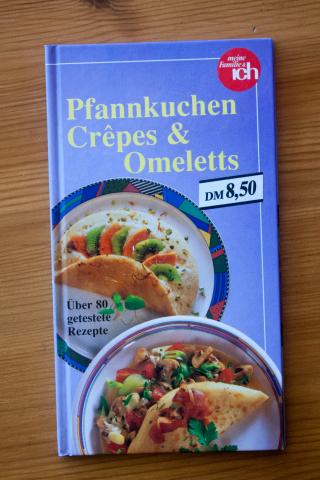 meine
Familie &
ich
Pfannkuchen
Crêpes &
Omeletts
DM 8,50
Über 80
getestete
Rezepte